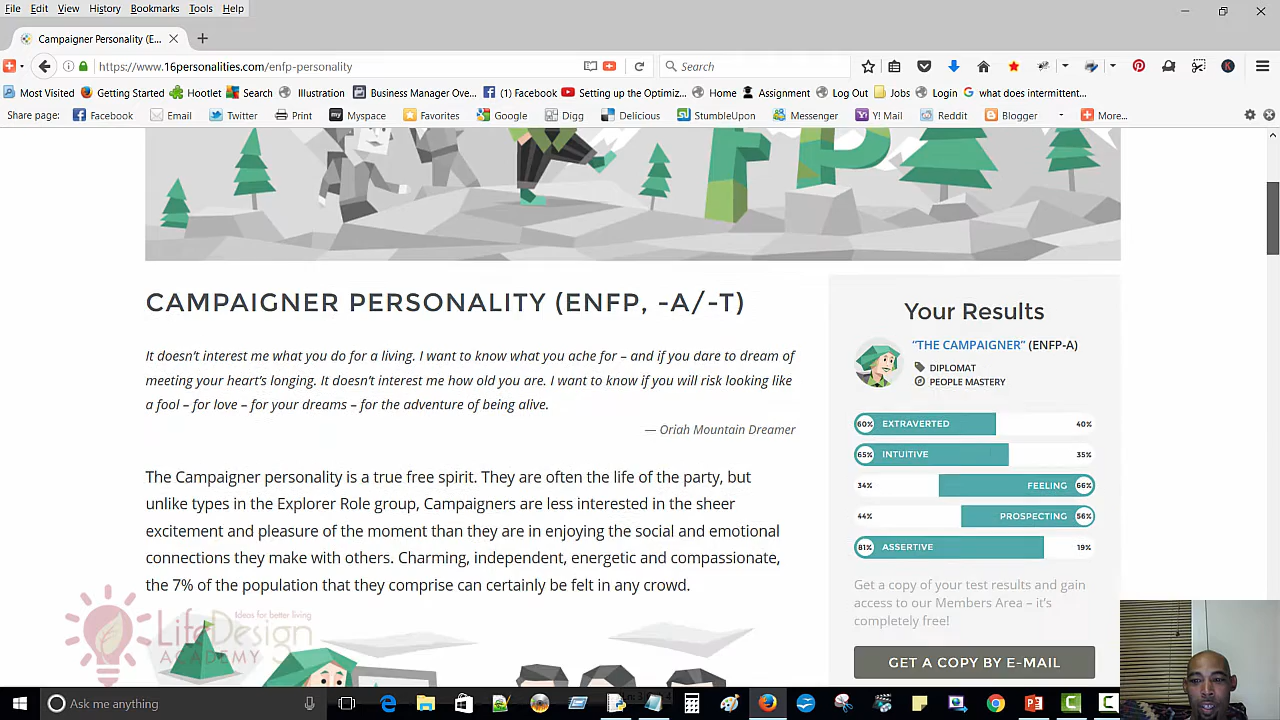 File Edit View History Bookmarks Tools Help
Campaigner Personality (E...
https://www.16personalities.com/enfp-personality
Search
Most Visited Getting Started Hootlet Search Illustration Business Manager Ove... (1) Facebook Setting up the Optimiz... Home Assignment Log Out Jobs Login what does intermittent...
Share page: Facebook Email Twitter Print Myspace Favorites Google Digg Delicious StumbleUpon Messenger Y! Mail Reddit Blogger More...
FP
CAMPAIGNER PERSONALITY (ENFP, -A/-T)
It doesn't interest me what you do for a living. I want to know what you ache for – and if you dare to dream of
meeting your heart's longing. It doesn't interest me how old you are. I want to know if you will risk looking like
a fool – for love – for your dreams – for the adventure of being alive.
— Oriah Mountain Dreamer
The Campaigner personality is a true free spirit. They are often the life of the party, but
unlike types in the Explorer Role group, Campaigners are less interested in the sheer
excitement and pleasure of the moment than they are in enjoying the social and emotional
connections they make with others. Charming, independent, energetic and compassionate,
the 7% of the population that they comprise can certainly be felt in any crowd.
Your Results
"THE CAMPAIGNER" (ENFP-A)
DIPLOMAT
PEOPLE MASTERY
60% EXTRAVERTED 40%
65% INTUITIVE 35%
34% FEELING 66%
44% PROSPECTING 56%
81% ASSERTIVE 19%
Get a copy of your test results and gain
access to our Members Area – it's
completely free!
GET A COPY BY E-MAIL
Ideas for better living
LifeDesign
ACADEMY
Ask me anything